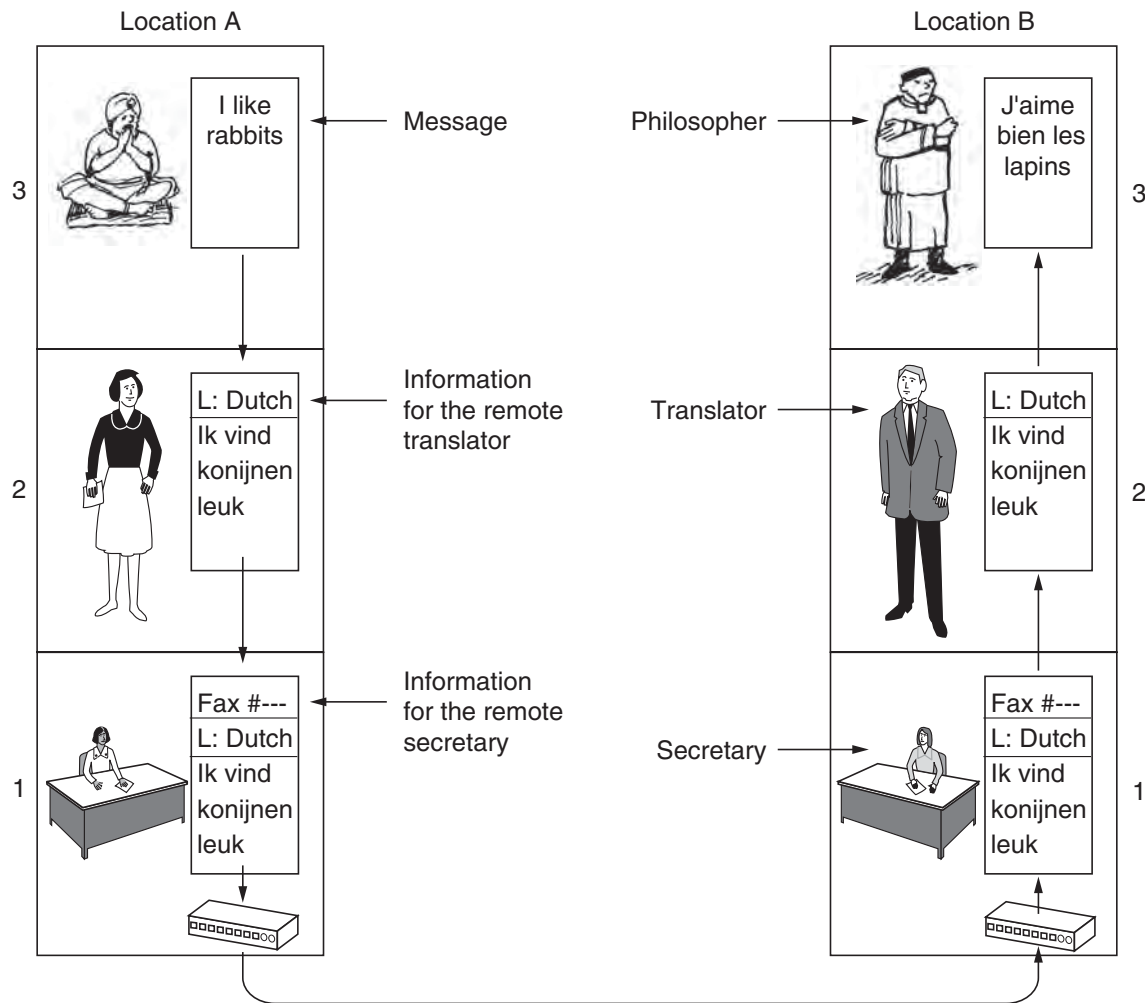 Location A
Location B
I like
rabbits
Message
Philosopher
J'aime
bien les
lapins
3
3
L: Dutch
Ik vind
konijnen
leuk
Information
for the remote
translator
Translator
L: Dutch
Ik vind
konijnen
leuk
2
2
Fax #---
L: Dutch
Ik vind
konijnen
leuk
Information
for the remote
secretary
Secretary
Fax #---
L: Dutch
Ik vind
konijnen
leuk
1
1